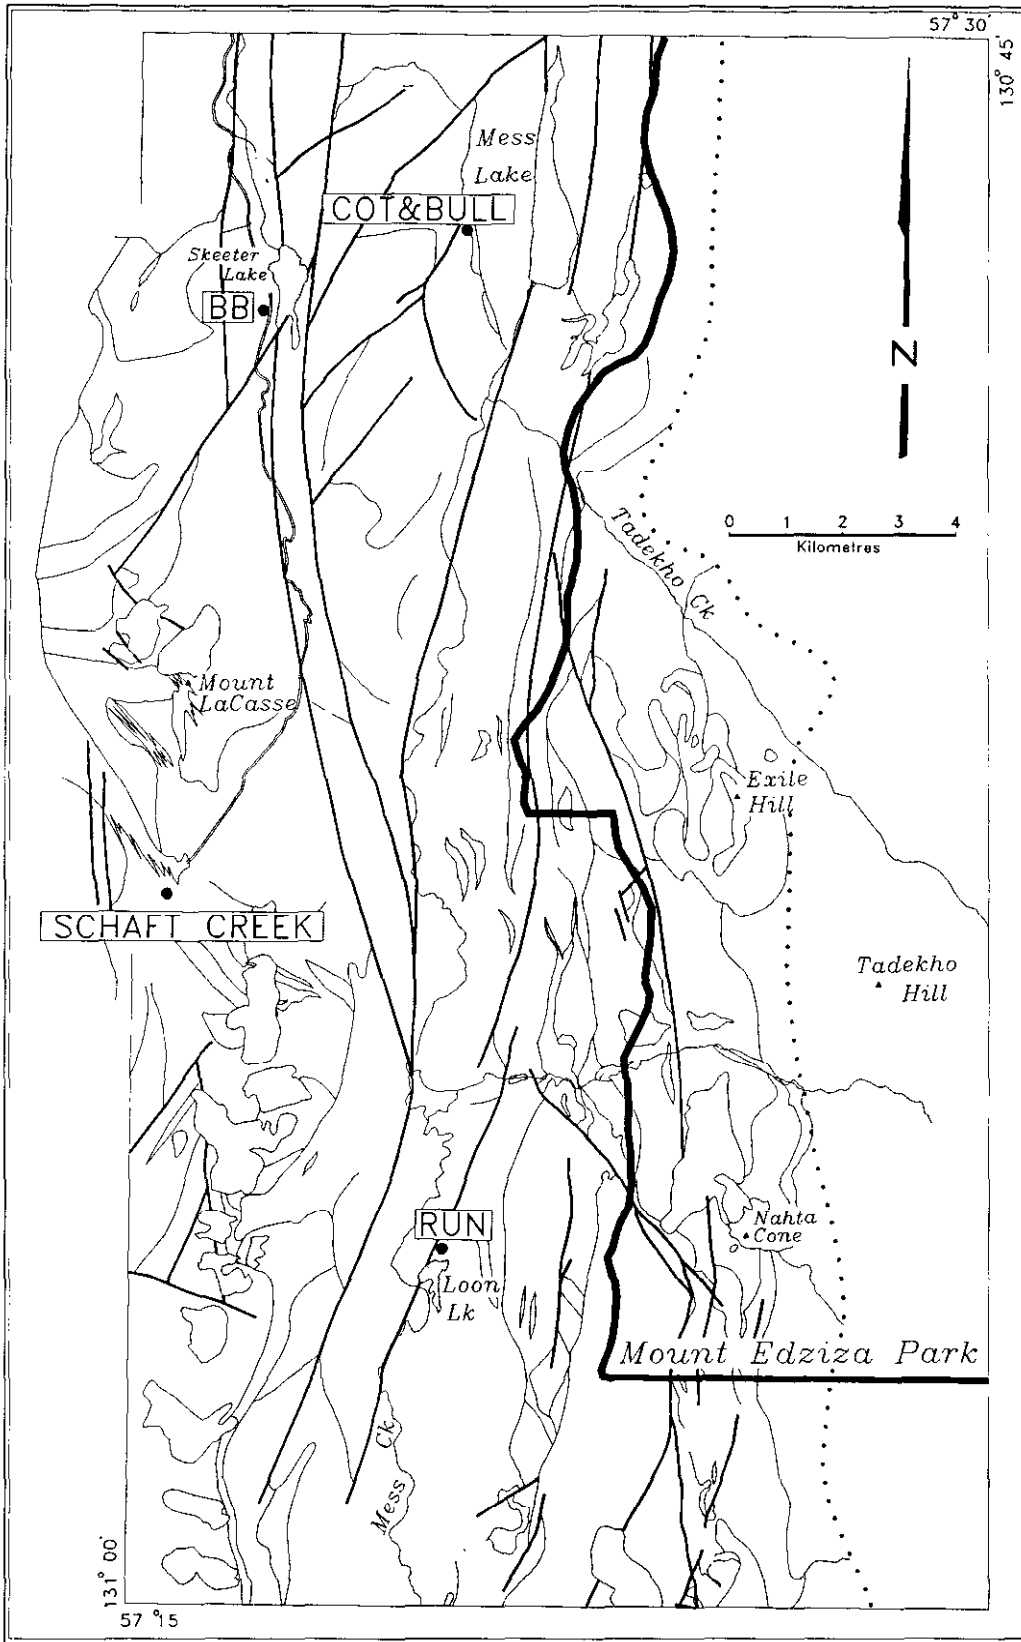 57° 30'
130° 45'
Mess
Lake
COT&BULL
Skeeter
Lake
BB
N
0 1 2 3 4
Kilometres
Tadekho Ck
Mount
LaCasse
Exile
Hill
SCHAFT CREEK
Tadekho
Hill
RUN
Nahta
Cone
Loon
Lk
Mount Edziza Park
Mess Ck
131° 00'
57° 15